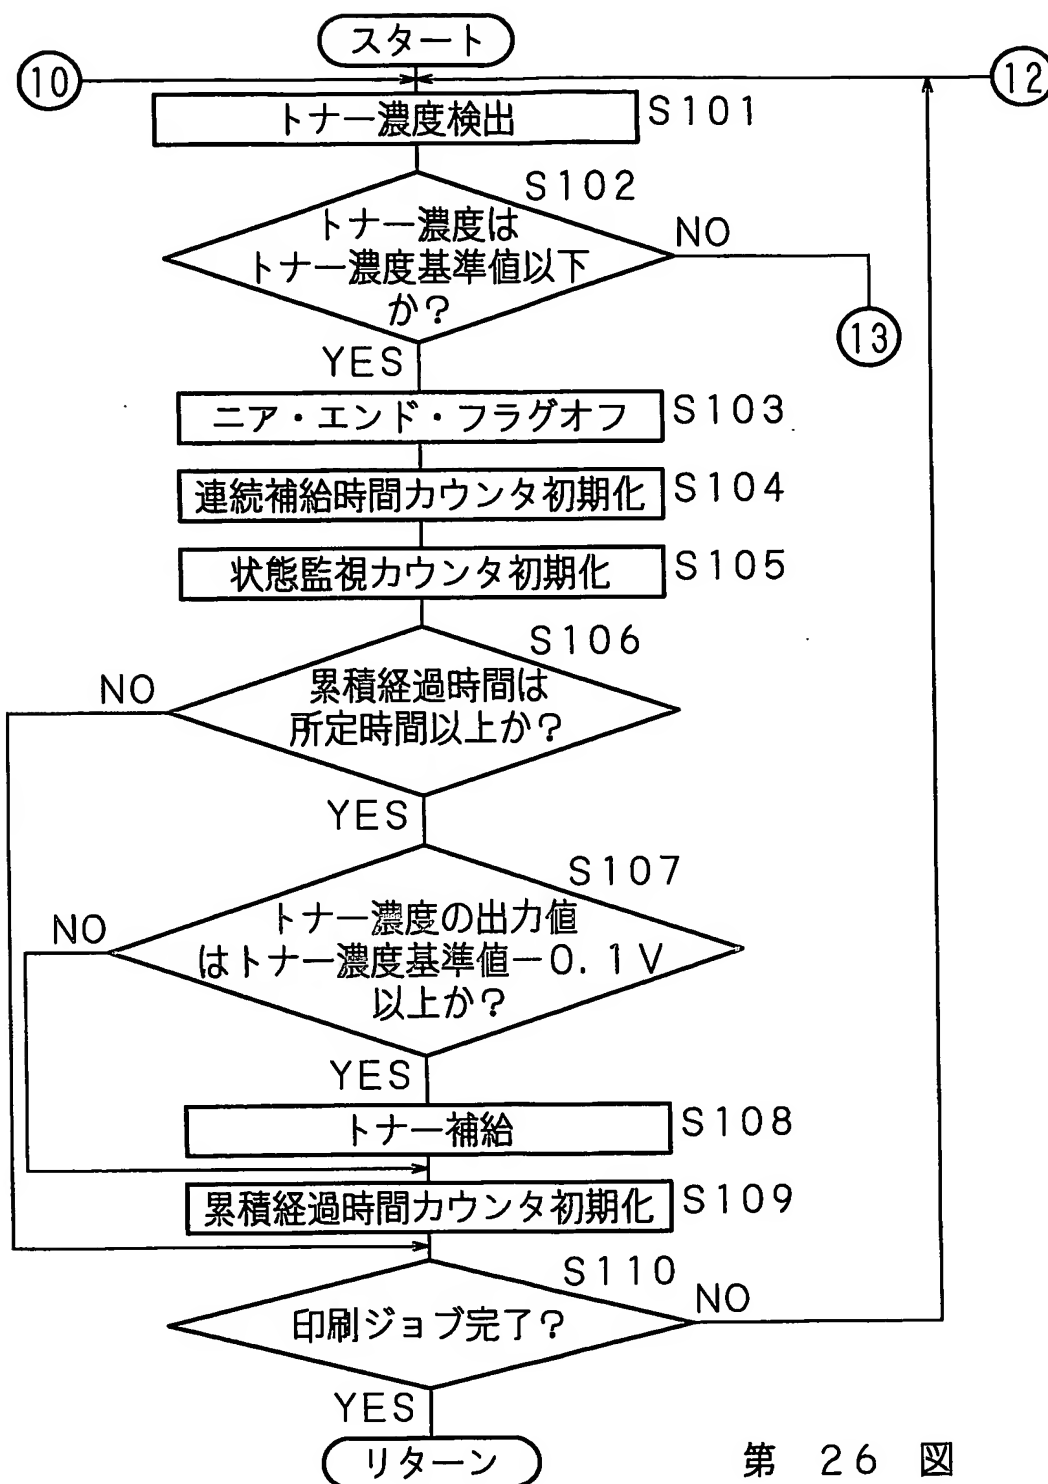 スタート
10
12
トナー濃度検出
S101
S102
トナー濃度は
トナー濃度基準値以下
か?
NO
13
YES
ニア・エンド・フラグオフ
S103
連続補給時間カウンタ初期化
S104
状態監視カウンタ初期化
S105
S106
NO
累積経過時間は
所定時間以上か?
YES
S107
NO
トナー濃度の出力値
はトナー濃度基準値−0.1V
以上か?
YES
トナー補給
S108
累積経過時間カウンタ初期化
S109
S110
印刷ジョブ完了?
NO
YES
リターン
第 26 図